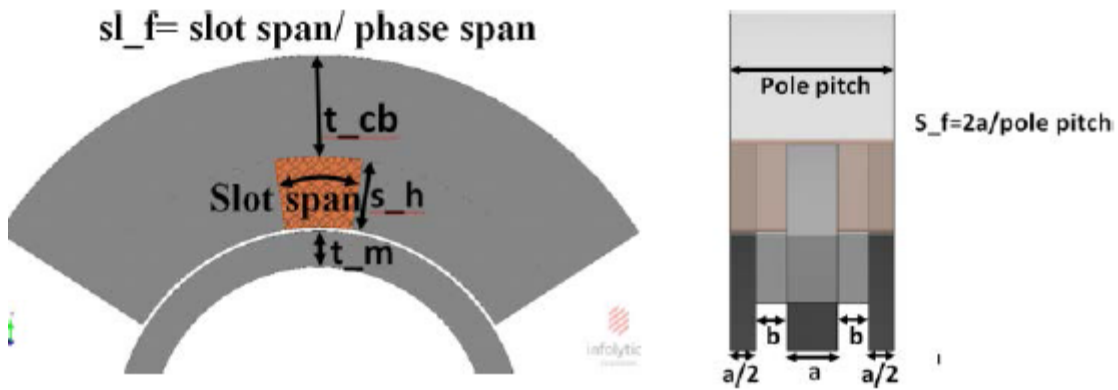 sl_f= slot span/ phase span
t_cb
Slot span
s_h
t_m
infolytic
Pole pitch
S_f=2a/pole pitch
b
b
a/2
a
a/2